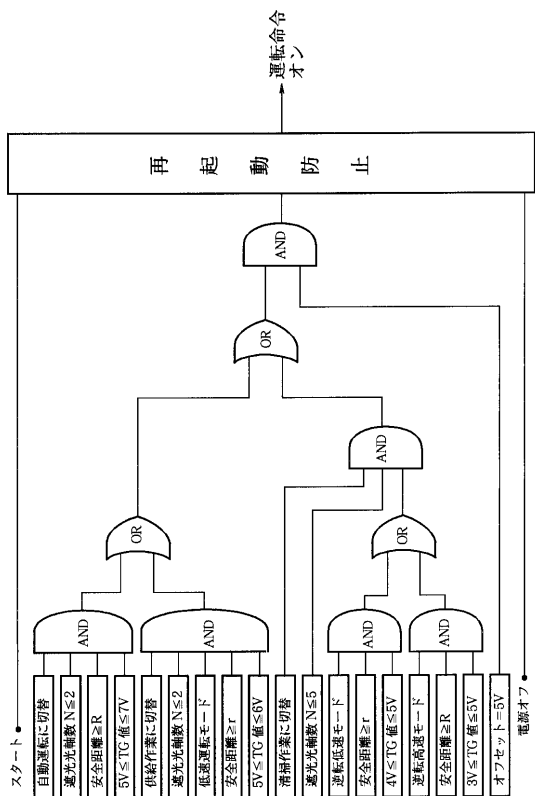 スタート
自動運転に切替
遮光光軸数 N≦2
安全距離≧R
5V≦TG 値≦7V
供給作業に切替
遮光光軸数 N≦2
低速運転モード
安全距離≧r
5V≦TG 値≦6V
清掃作業に切替
遮光光軸数 N≦5
逆転低速モード
安全距離≧r
4V≦TG 値≦5V
逆転高速モード
安全距離≧R
3V≦TG 値≦5V
オフセット=5V
電源オフ
AND
AND
AND
AND
OR
OR
AND
OR
AND
再起動防止
運転命令
オン